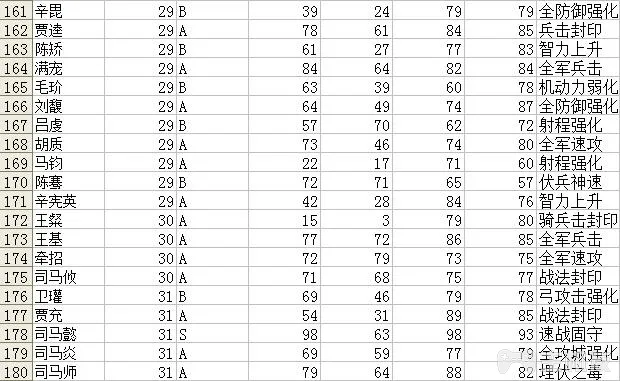 161 辛毘 29 B 39 24 79 79 全防御强化
162 贾逵 29 A 78 61 84 85 兵击封印
163 陈矫 29 B 61 27 77 83 智力上升
164 满宠 29 A 84 64 82 84 全军兵击
165 毛玠 29 B 63 39 60 78 机动力弱化
166 刘馥 29 A 64 49 74 87 全防御强化
167 吕虔 29 B 57 70 62 72 射程强化
168 胡质 29 A 73 46 74 80 全军速攻
169 马钧 29 A 22 17 71 60 射程强化
170 陈骞 29 B 72 71 65 57 伏兵神速
171 辛宪英 29 A 42 28 84 76 智力上升
172 王粲 30 A 15 3 79 80 骑兵击封印
173 王基 30 A 77 72 86 85 全军兵击
174 牵招 30 A 72 79 73 75 全军速攻
175 司马攸 30 A 71 68 75 77 战法封印
176 卫瓘 31 B 69 46 79 78 弓攻击强化
177 贾充 31 A 54 31 89 85 战法封印
178 司马懿 31 S 98 63 98 93 速战固守
179 司马炎 31 A 69 59 77 79 全攻城强化
180 司马师 31 A 79 64 88 82 埋伏之毒